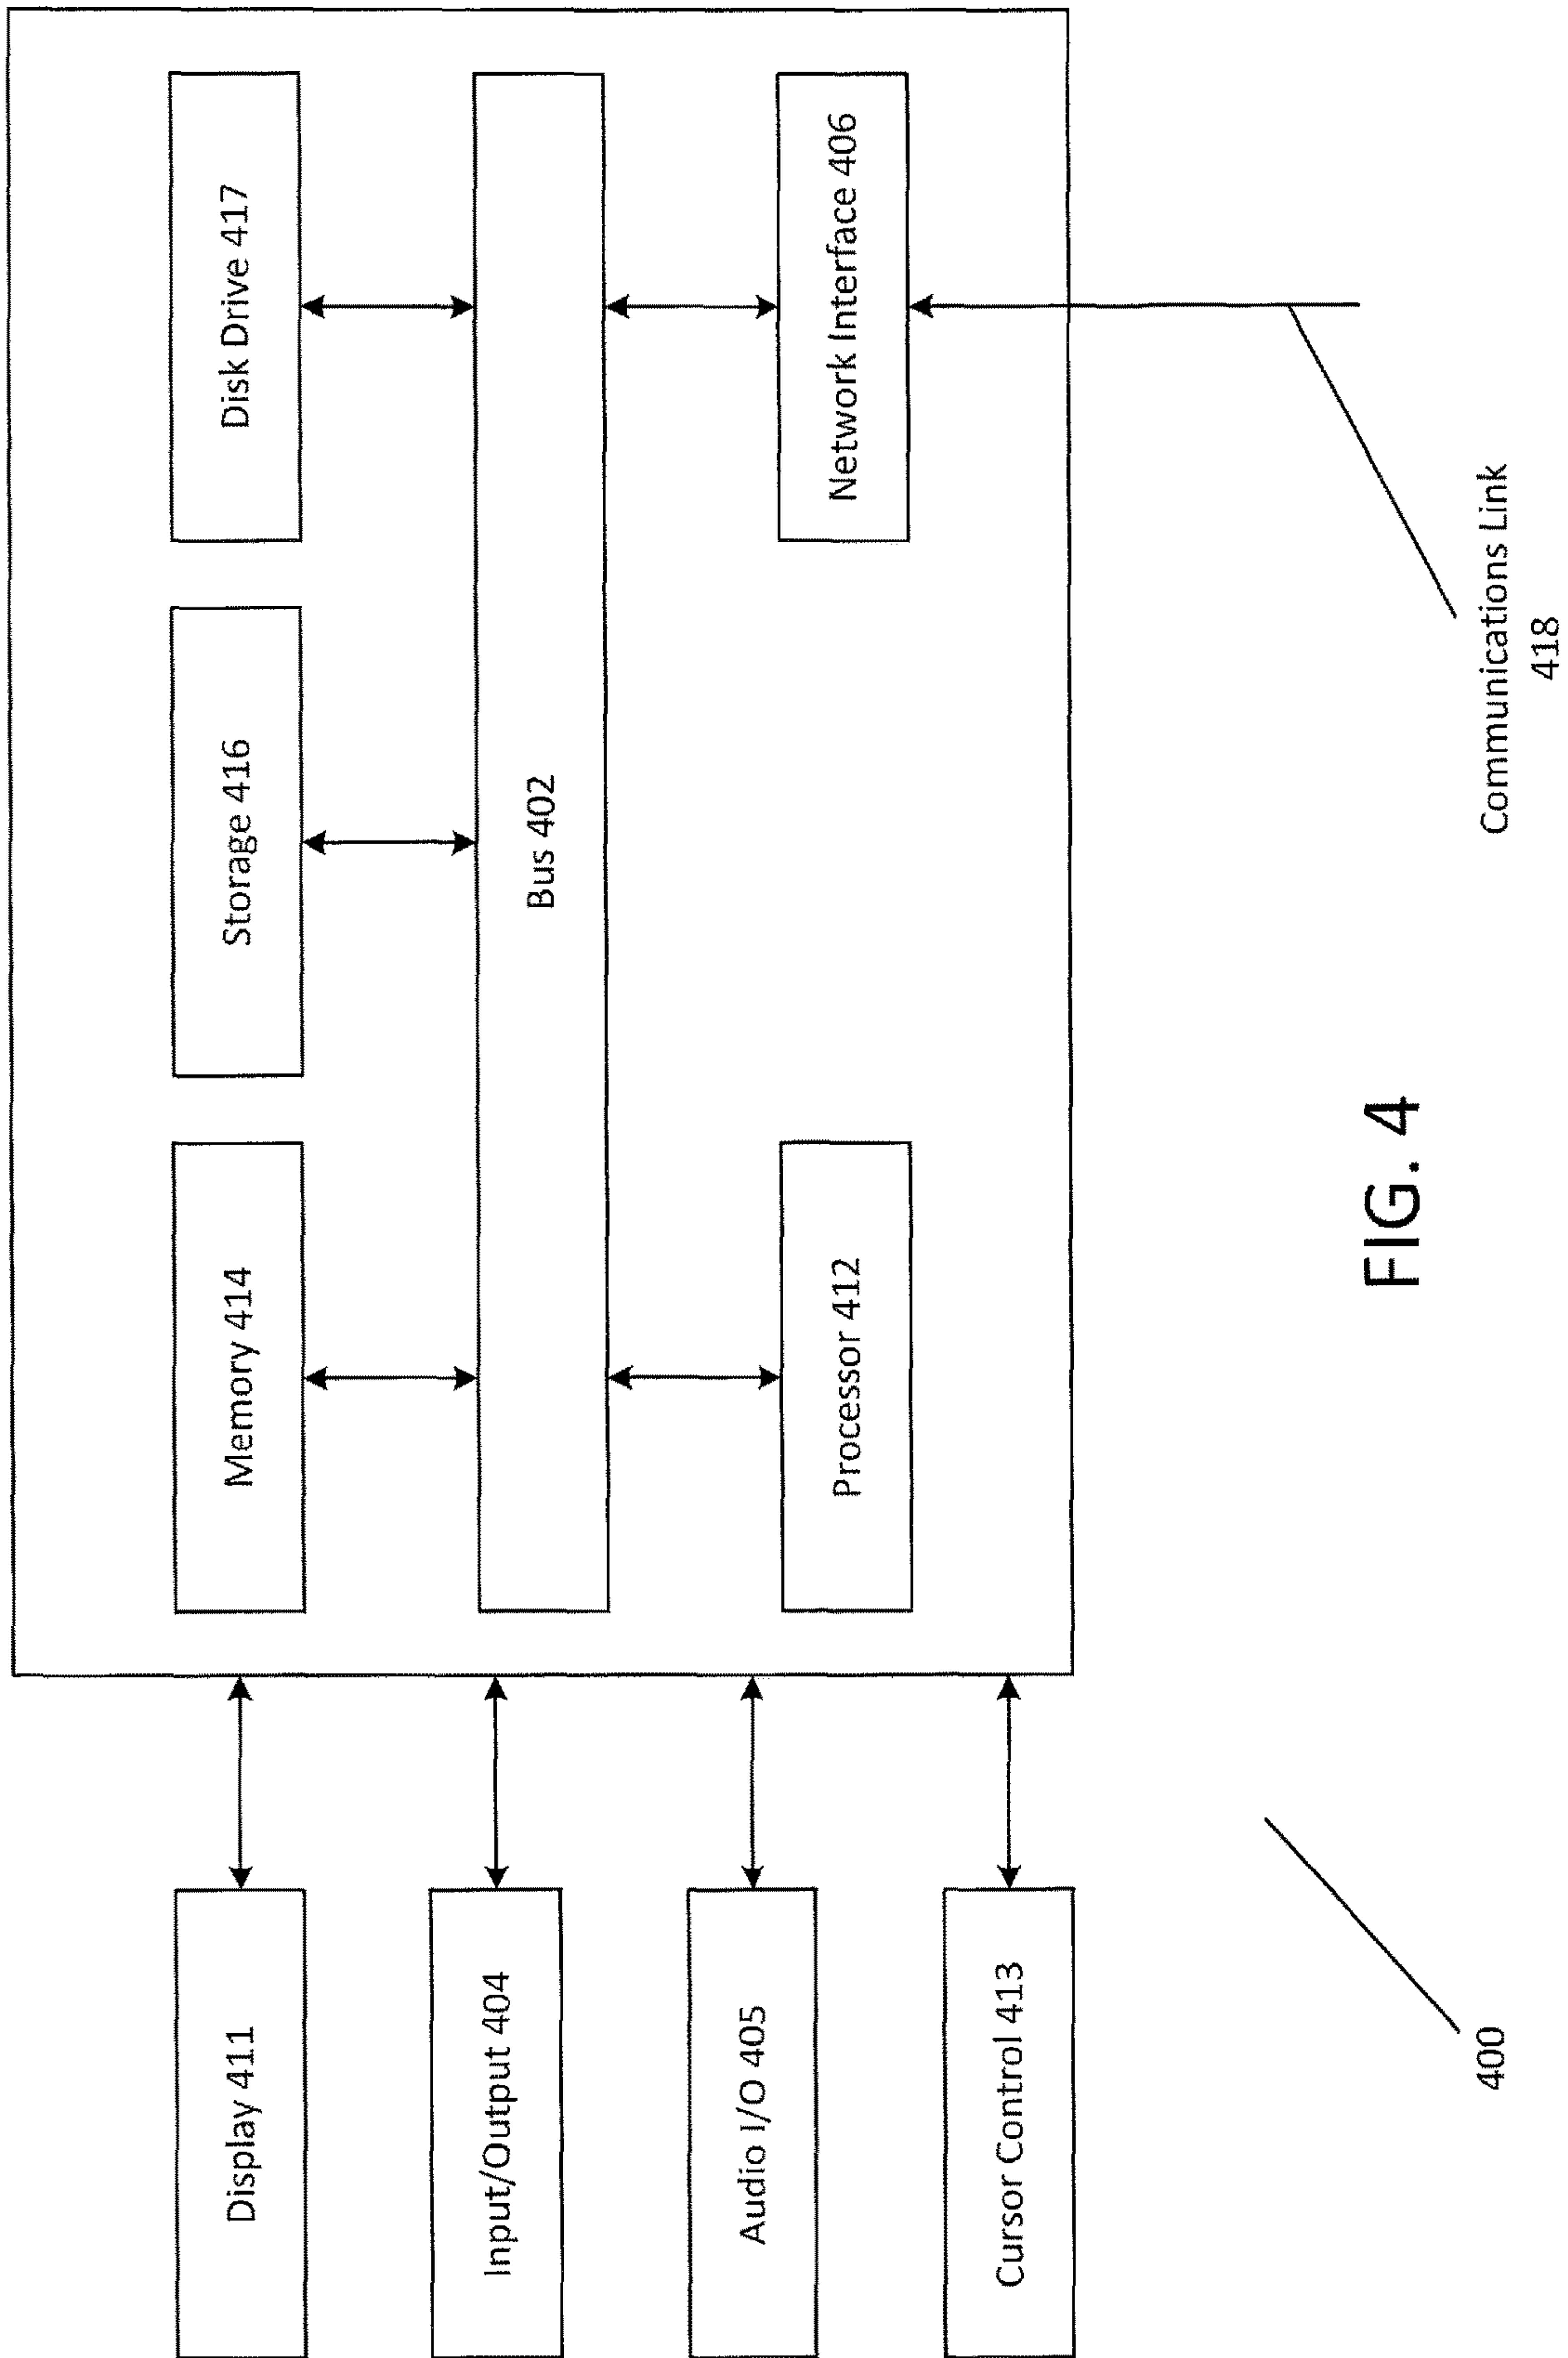 Display 411
Input/Output 404
Audio I/O 405
Cursor Control 413
Memory 414
Storage 416
Disk Drive 417
Bus 402
Processor 412
Network Interface 406
400
Communications Link
418
FIG. 4